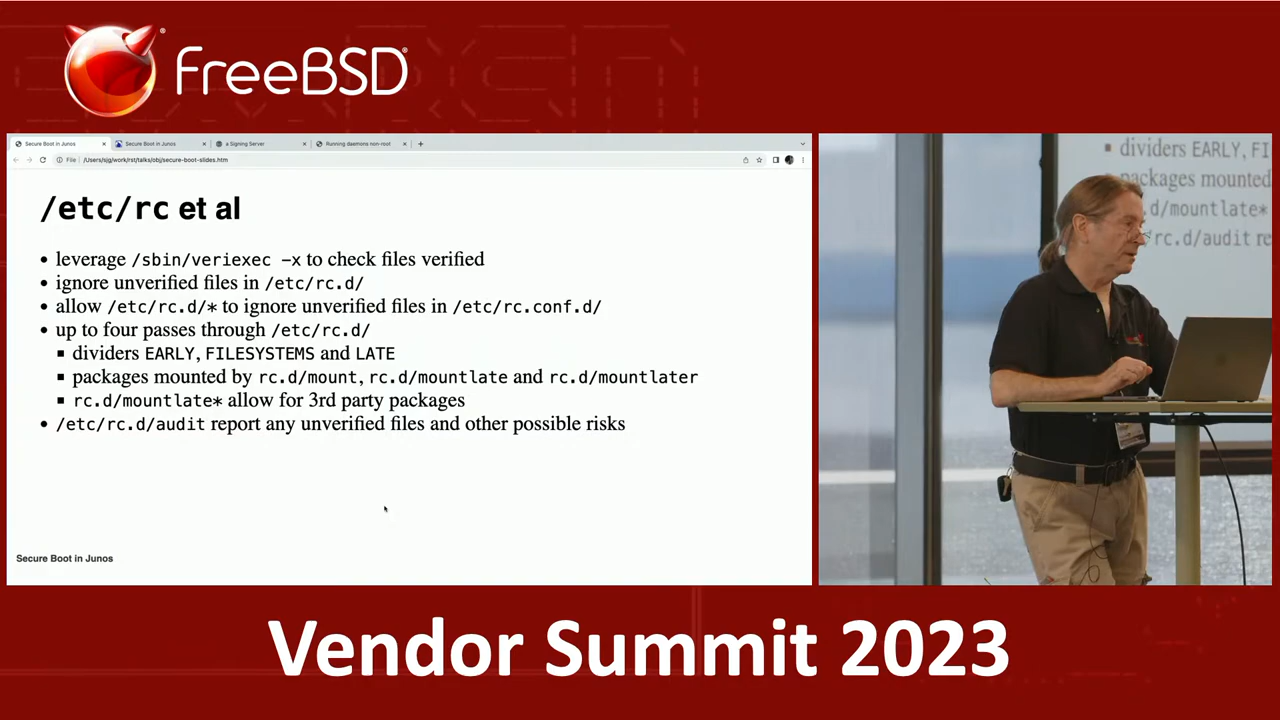 FreeBSD®
Secure Boot in Junos
Secure Boot in Junos
a Signing Server
Running daemons non-root
File | /Users/sjg/work/rst/talks/obj/secure-boot-slides.htm
/etc/rc et al
• leverage /sbin/veriexec -x to check files verified
• ignore unverified files in /etc/rc.d/
• allow /etc/rc.d/* to ignore unverified files in /etc/rc.conf.d/
• up to four passes through /etc/rc.d/
▪ dividers EARLY, FILESYSTEMS and LATE
▪ packages mounted by rc.d/mount, rc.d/mountlate and rc.d/mountlater
▪ rc.d/mountlate* allow for 3rd party packages
• /etc/rc.d/audit report any unverified files and other possible risks
Secure Boot in Junos
▪ dividers EARLY, FI
packages mounted
.d/mountlate*
rc.d/audit re
Vendor Summit 2023